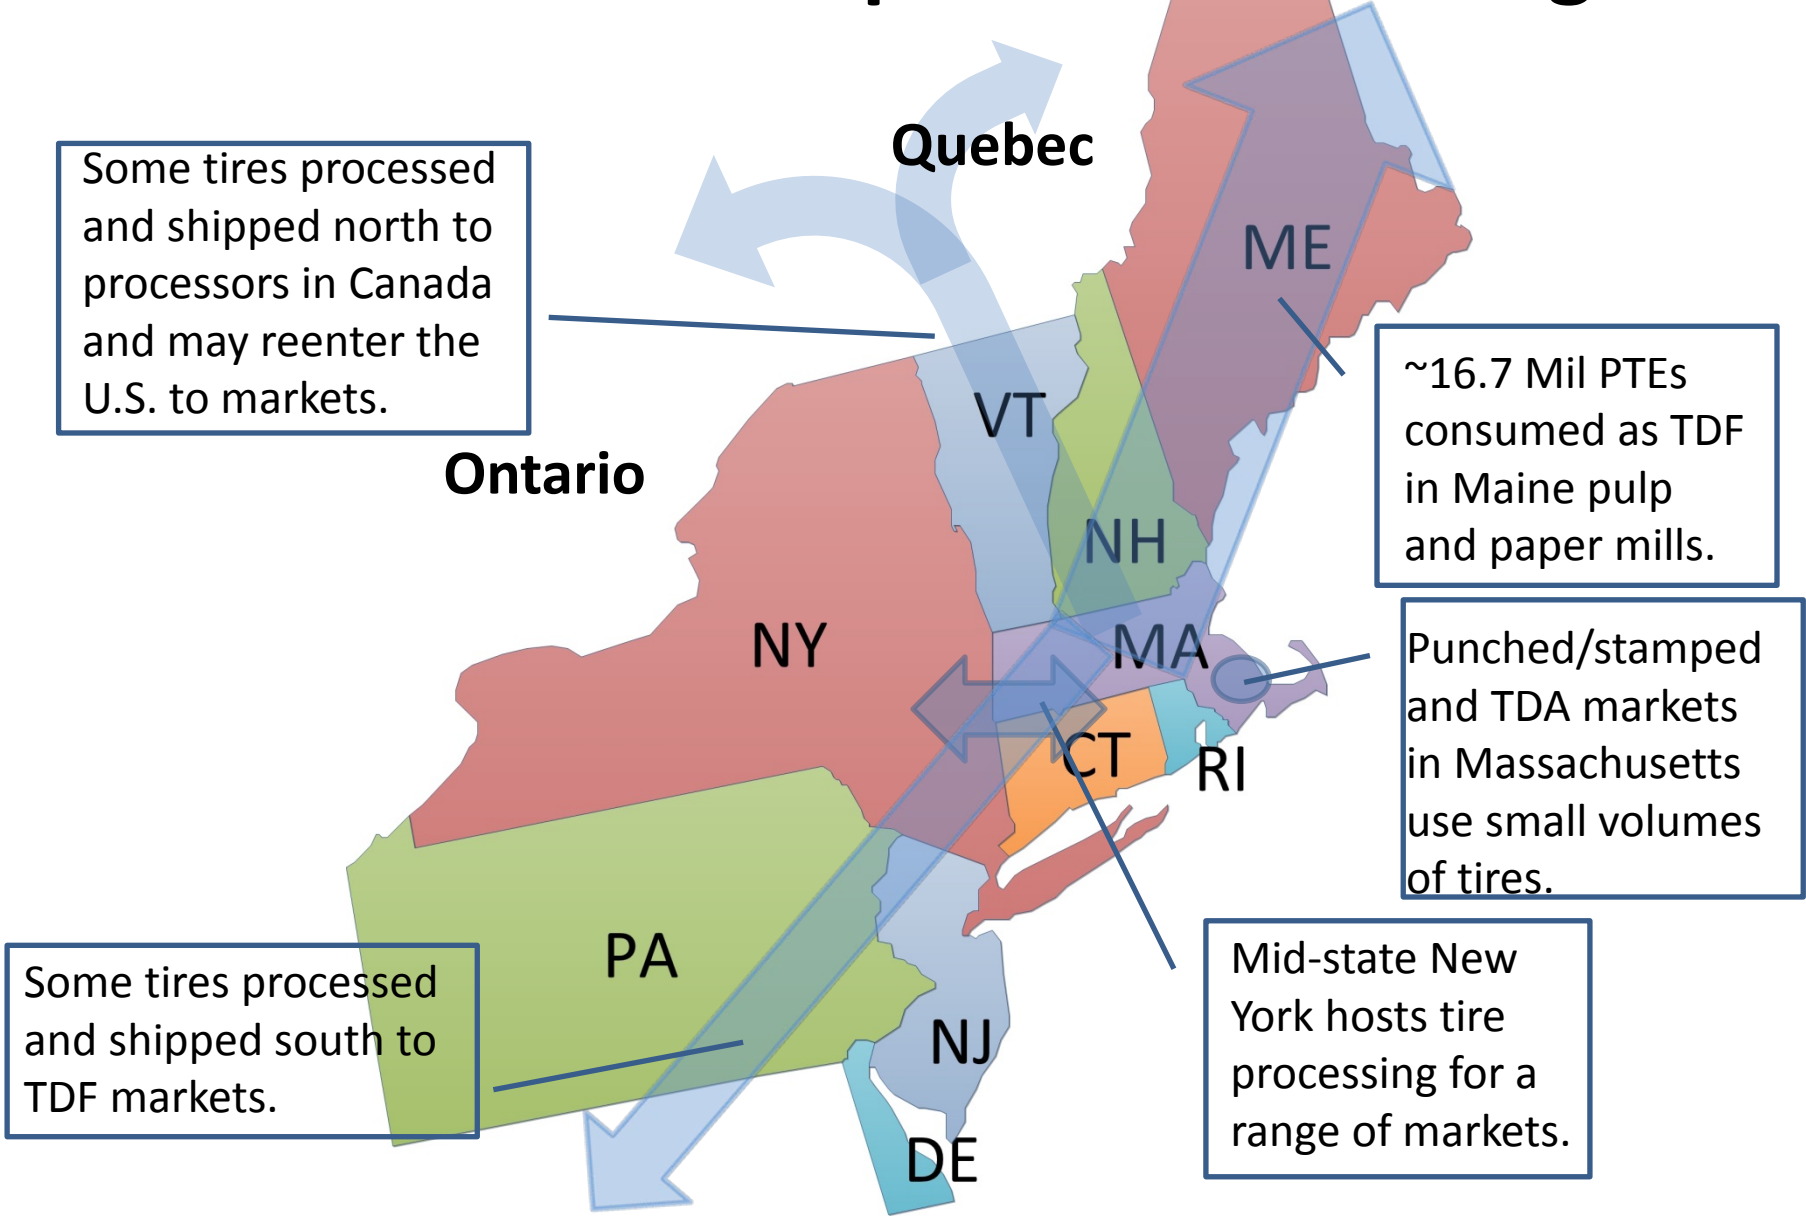 Quebec
Some tires processed
and shipped north to
processors in Canada
and may reenter the
U.S. to markets.
ME
~16.7 Mil PTEs
consumed as TDF
in Maine pulp
and paper mills.
VT
Ontario
NH
NY
MA
Punched/stamped
and TDA markets
in Massachusetts
use small volumes
of tires.
CT
RI
PA
Some tires processed
and shipped south to
TDF markets.
NJ
Mid-state New
York hosts tire
processing for a
range of markets.
DE